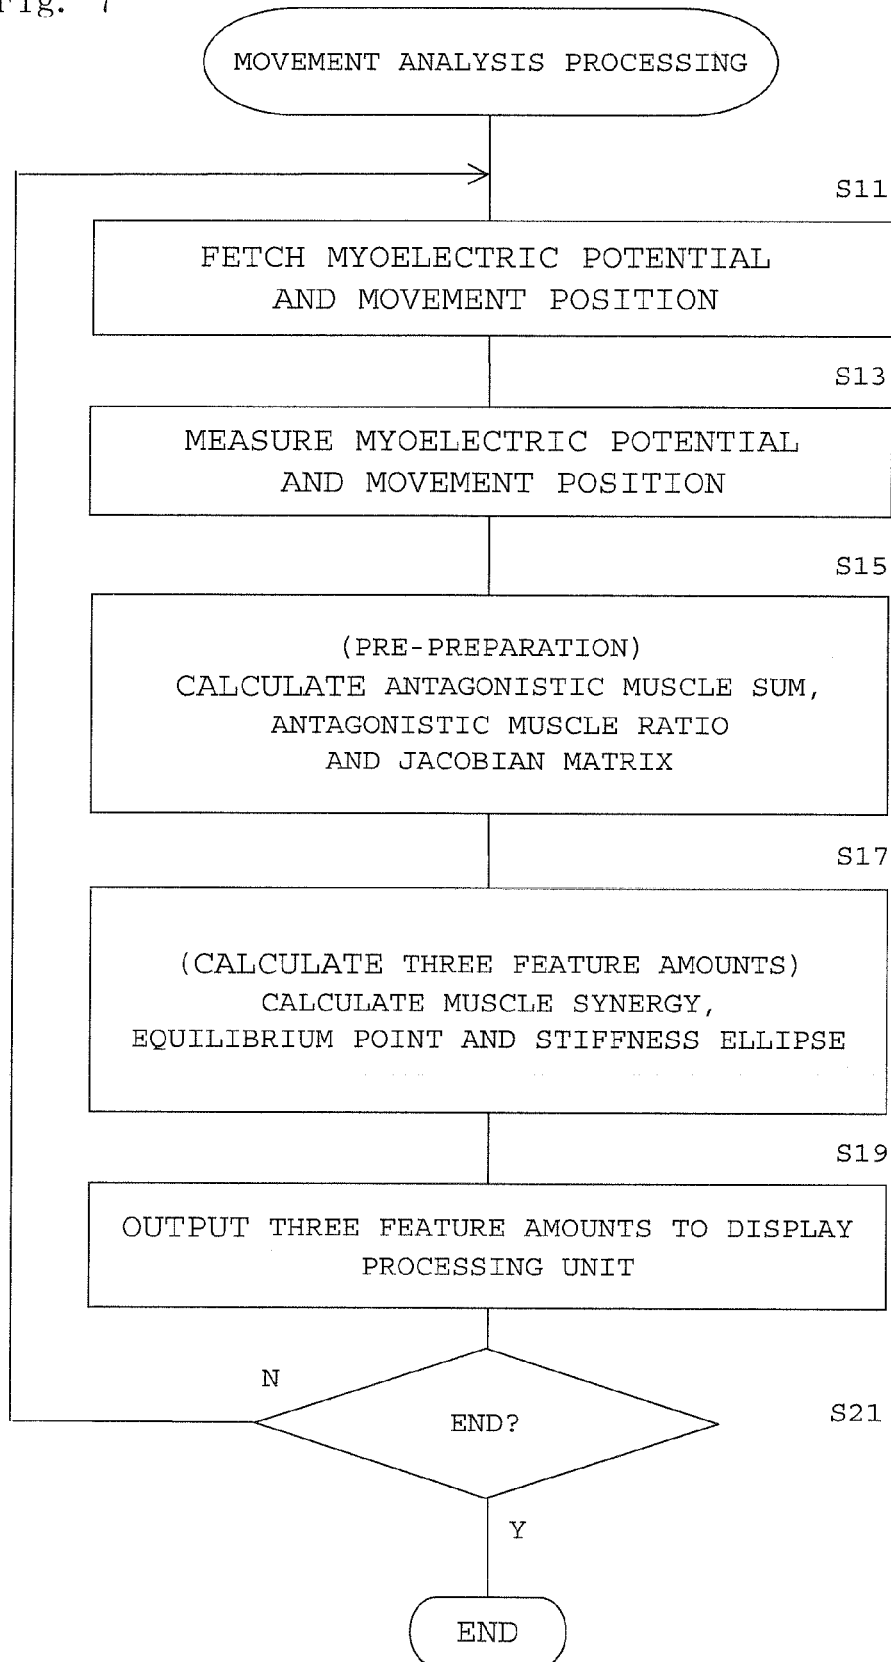 Fig. 7
MOVEMENT ANALYSIS PROCESSING
S11
FETCH MYOELECTRIC POTENTIAL
AND MOVEMENT POSITION
S13
MEASURE MYOELECTRIC POTENTIAL
AND MOVEMENT POSITION
S15
(PRE-PREPARATION)
CALCULATE ANTAGONISTIC MUSCLE SUM,
ANTAGONISTIC MUSCLE RATIO
AND JACOBIAN MATRIX
S17
(CALCULATE THREE FEATURE AMOUNTS)
CALCULATE MUSCLE SYNERGY,
EQUILIBRIUM POINT AND STIFFNESS ELLIPSE
S19
OUTPUT THREE FEATURE AMOUNTS TO DISPLAY
PROCESSING UNIT
N
END?
S21
Y
END